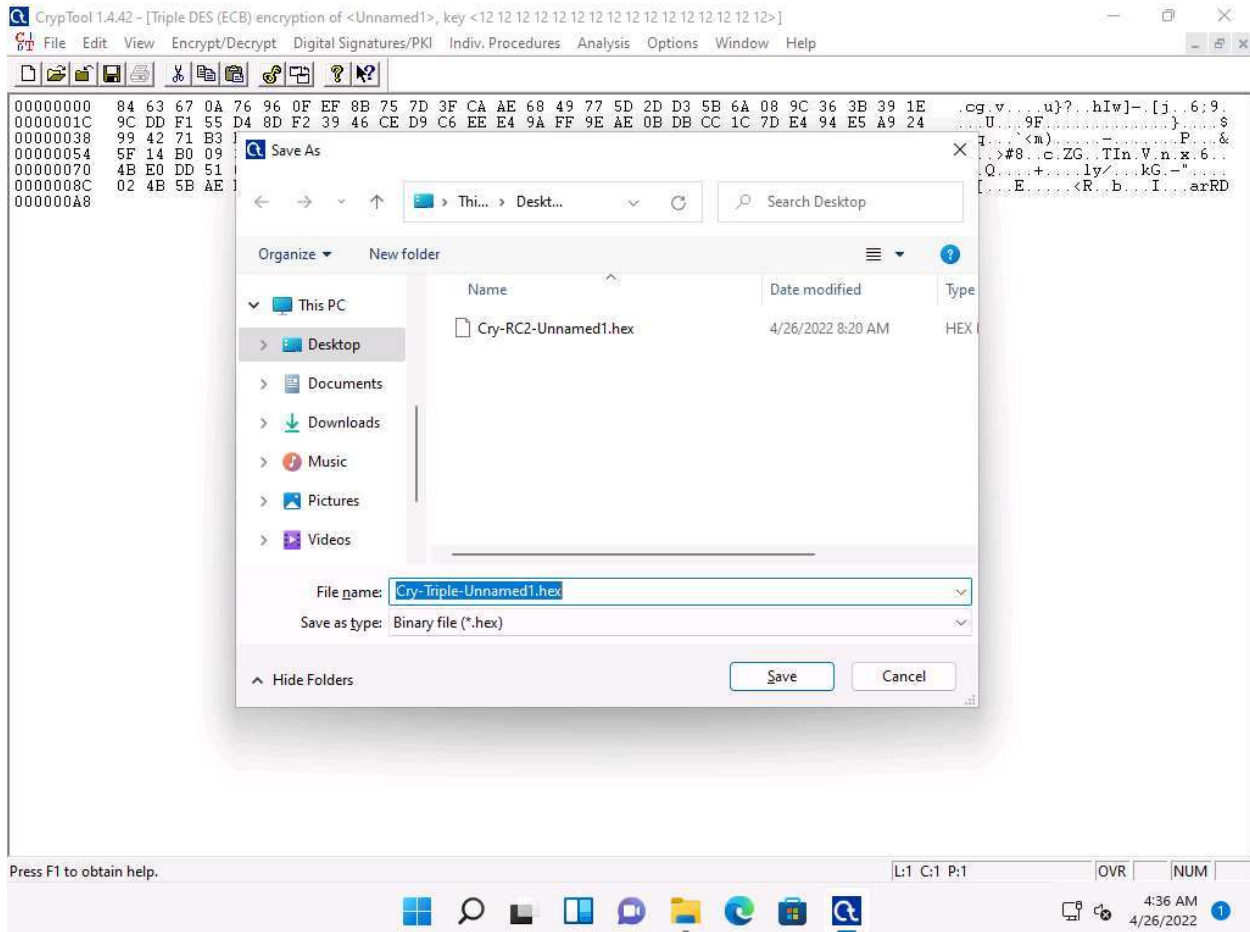 CrypTool 1.4.42 - [Triple DES (ECB) encryption of <Unnamed1>, key <12 12 12 12 12 12 12 12 12 12 12 12 12 12 12 12>]
File Edit View Encrypt/Decrypt Digital Signatures/PKI Indiv. Procedures Analysis Options Window Help
00000000 84 63 67 0A 76 96 0F EF 8B 75 7D 3F CA AE 68 49 77 5D 2D D3 5B 6A 08 9C 36 3B 39 1E .cg.v....u}?..hIw]-.[j..6;9.
0000001C 9C DD F1 55 D4 8D F2 39 46 CE D9 C6 EE E4 9A FF 9E AE 0B DB CC 1C 7D E4 94 E5 A9 24 ...U...9F.............}....$
00000038 99 42 71 B3
00000054 5F 14 B0 09
00000070 4B E0 DD 51
0000008C 02 4B 5B AE
000000A8
Save As
Thi... > Deskt...
Search Desktop
Organize
New folder
Name Date modified Type
This PC
Cry-RC2-Unnamed1.hex 4/26/2022 8:20 AM HEX
Desktop
Documents
Downloads
Music
Pictures
Videos
File name: Cry-Triple-Unnamed1.hex
Save as type: Binary file (*.hex)
Hide Folders
Save Cancel
Press F1 to obtain help. L:1 C:1 P:1 OVR NUM
4:36 AM
4/26/2022
1